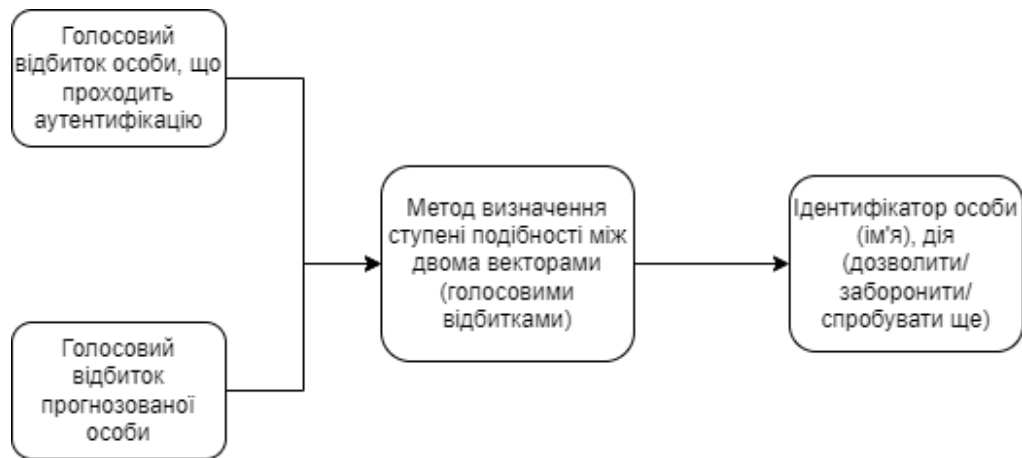 Голосовий
відбиток особи, що
проходить
аутентифікацію
Голосовий
відбиток
прогнозованої
особи
Метод визначення
ступені подібності між
двома векторами
(голосовими
відбитками)
Ідентифікатор особи
(ім'я), дія
(дозволити/
заборонити/
спробувати ще)